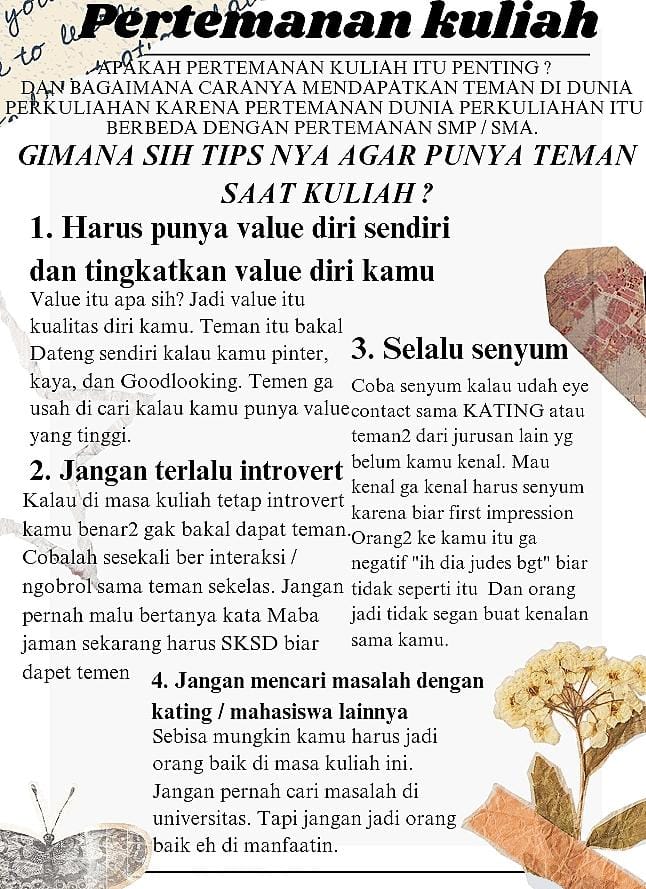 Pertemanan kuliah
APAKAH PERTEMANAN KULIAH ITU PENTING ?
DAN BAGAIMANA CARANYA MENDAPATKAN TEMAN DI DUNIA
PERKULIAHAN KARENA PERTEMANAN DUNIA PERKULIAHAN ITU
BERBEDA DENGAN PERTEMANAN SMP / SMA.
GIMANA SIH TIPS NYA AGAR PUNYA TEMAN
SAAT KULIAH ?
1. Harus punya value diri sendiri
dan tingkatkan value diri kamu
Value itu apa sih? Jadi value itu
kualitas diri kamu. Teman itu bakal
Dateng sendiri kalau kamu pinter,
kaya, dan Goodlooking. Temen ga
usah di cari kalau kamu punya value
yang tinggi.
2. Jangan terlalu introvert
Kalau di masa kuliah tetap introvert
kamu benar2 gak bakal dapat teman.
Cobalah sesekali ber interaksi /
ngobrol sama teman sekelas. Jangan
pernah malu bertanya kata Maba
jaman sekarang harus SKSD biar
dapet temen
3. Selalu senyum
Coba senyum kalau udah eye
contact sama KATING atau
teman2 dari jurusan lain yg
belum kamu kenal. Mau
kenal ga kenal harus senyum
karena biar first impression
Orang2 ke kamu itu ga
negatif "ih dia judes bgt" biar
tidak seperti itu  Dan orang
jadi tidak segan buat kenalan
sama kamu.
4. Jangan mencari masalah dengan
kating / mahasiswa lainnya
Sebisa mungkin kamu harus jadi
orang baik di masa kuliah ini.
Jangan pernah cari masalah di
universitas. Tapi jangan jadi orang
baik eh di manfaatin.